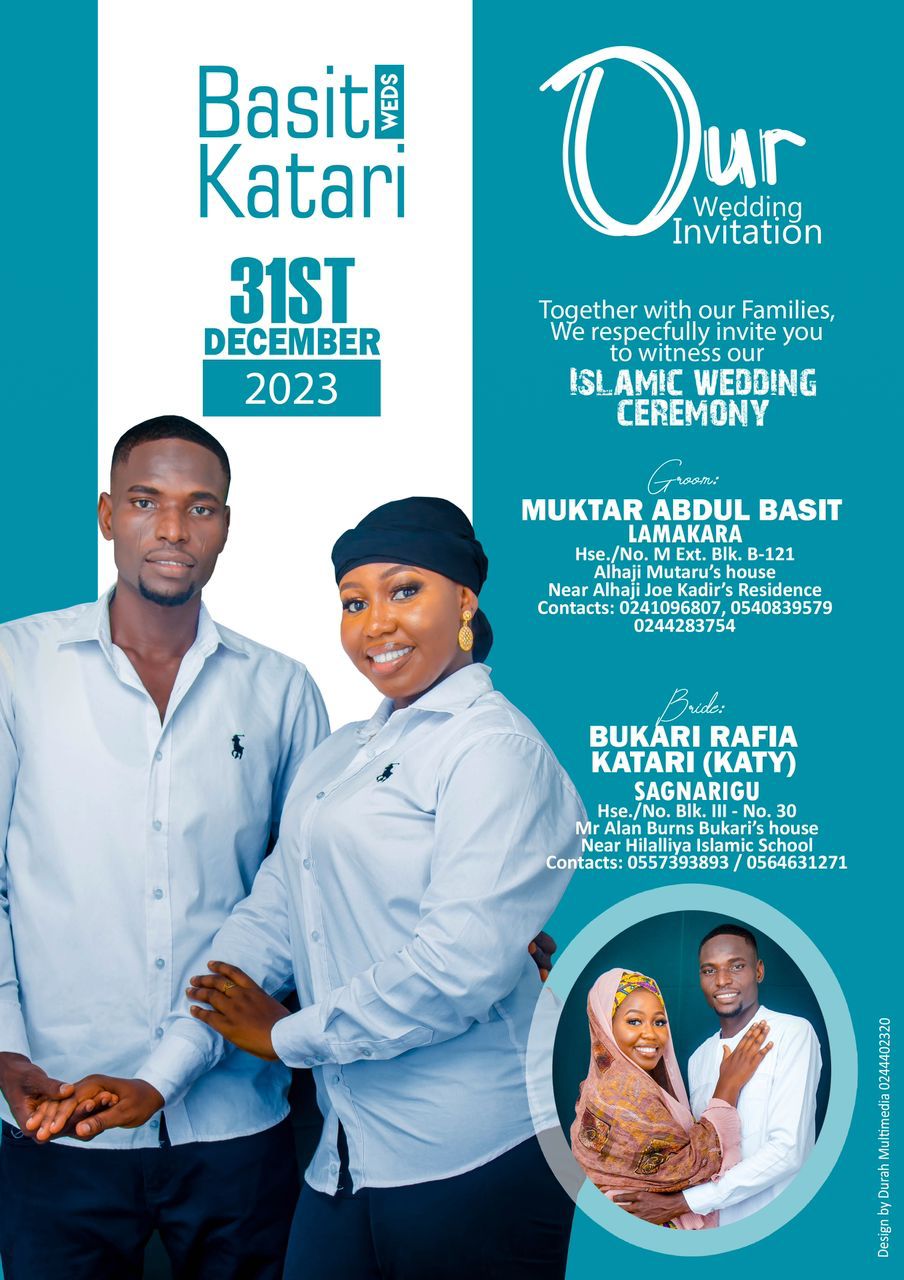 Basit
WEDS
Katari
31ST
DECEMBER
2023
Our
Wedding
Invitation
Together with our Families,
We respecfully invite you
to witness our
ISLAMIC WEDDING
CEREMONY
Groom:
MUKTAR ABDUL BASIT
LAMAKARA
Hse./No. M Ext. Blk. B-121
Alhaji Mutaru's house
Near Alhaji Joe Kadir's Residence
Contacts: 0241096807, 0540839579
0244283754
Bride:
BUKARI RAFIA
KATARI (KATY)
SAGNARIGU
Hse./No. Blk. III - No. 30
Mr Alan Burns Bukari's house
Near Hilalliya Islamic School
Contacts: 0557393893 / 0564631271
Design by Durah Multimedia 0244402320